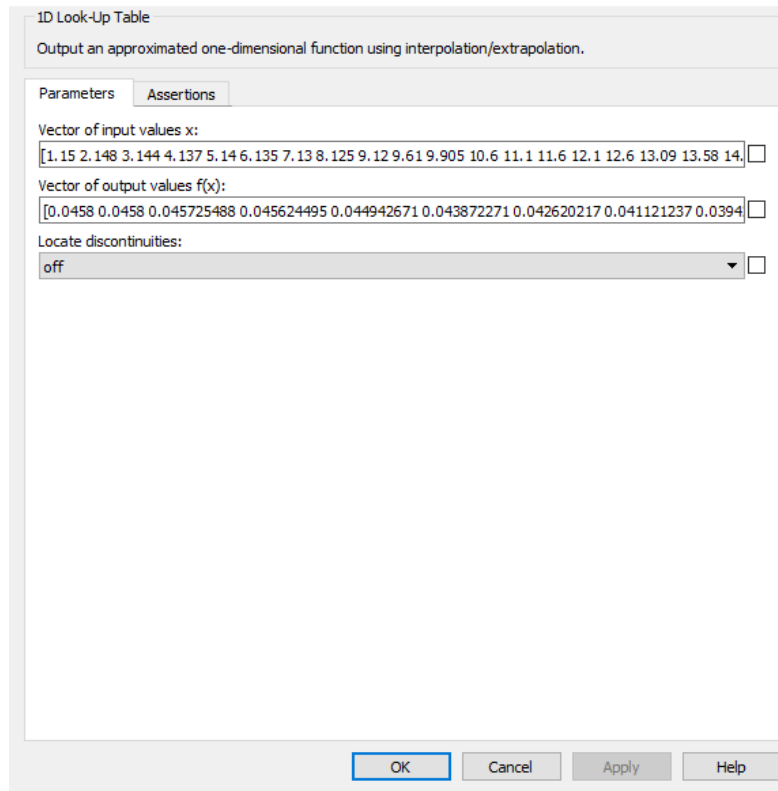 1D Look-Up Table
Output an approximated one-dimensional function using interpolation/extrapolation.
Parameters Assertions
Vector of input values x:
[1.15 2.148 3.144 4.137 5.14 6.135 7.13 8.125 9.12 9.61 9.905 10.6 11.1 11.6 12.1 12.6 13.09 13.58 14.
Vector of output values f(x):
[0.0458 0.0458 0.045725488 0.045624495 0.044942671 0.043872271 0.042620217 0.041121237 0.0394
Locate discontinuities:
off
OK Cancel Apply Help